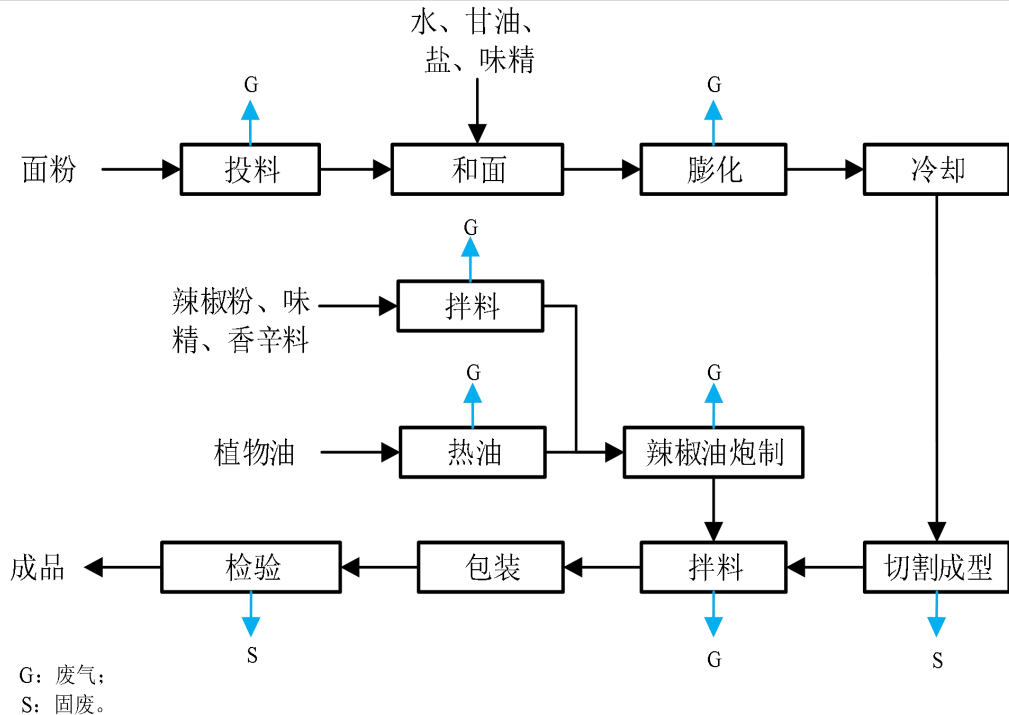 水、甘油、
盐、味精
G
G
面粉
投料
和面
膨化
冷却
G
辣椒粉、味
精、香辛料
拌料
G
G
植物油
热油
辣椒油炮制
成品
检验
包装
拌料
切割成型
S
G
S
G：废气；
S：固废。